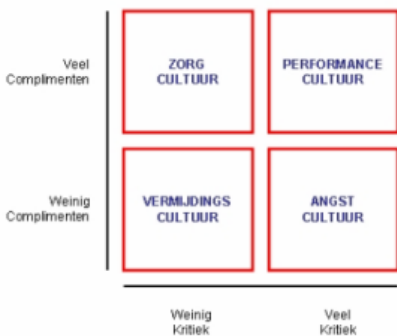 Veel
Complimenten
ZORG
CULTUUR
PERFORMANCE
CULTUUR
Weinig
Complimenten
VERMIJDINGS
CULTUUR
ANGST
CULTUUR
Weinig
Kritiek
Veel
Kritiek